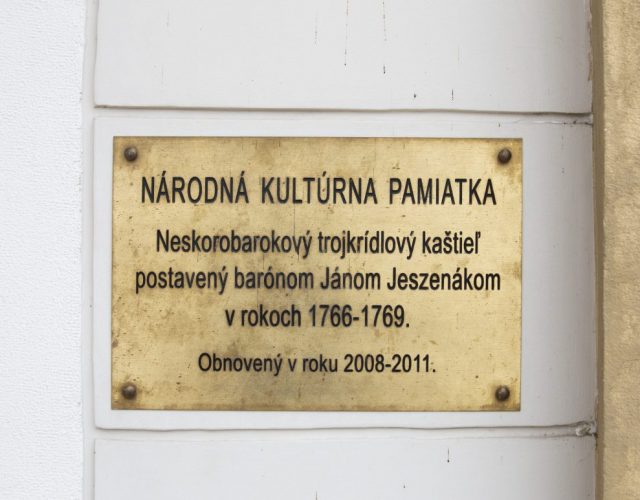 NÁRODNÁ KULTÚRNA PAMIATKA
Neskorobarokový trojkrídlový kaštieľ
postavený barónom Jánom Jeszenákom
v rokoch 1766-1769.
Obnovený v roku 2008-2011.